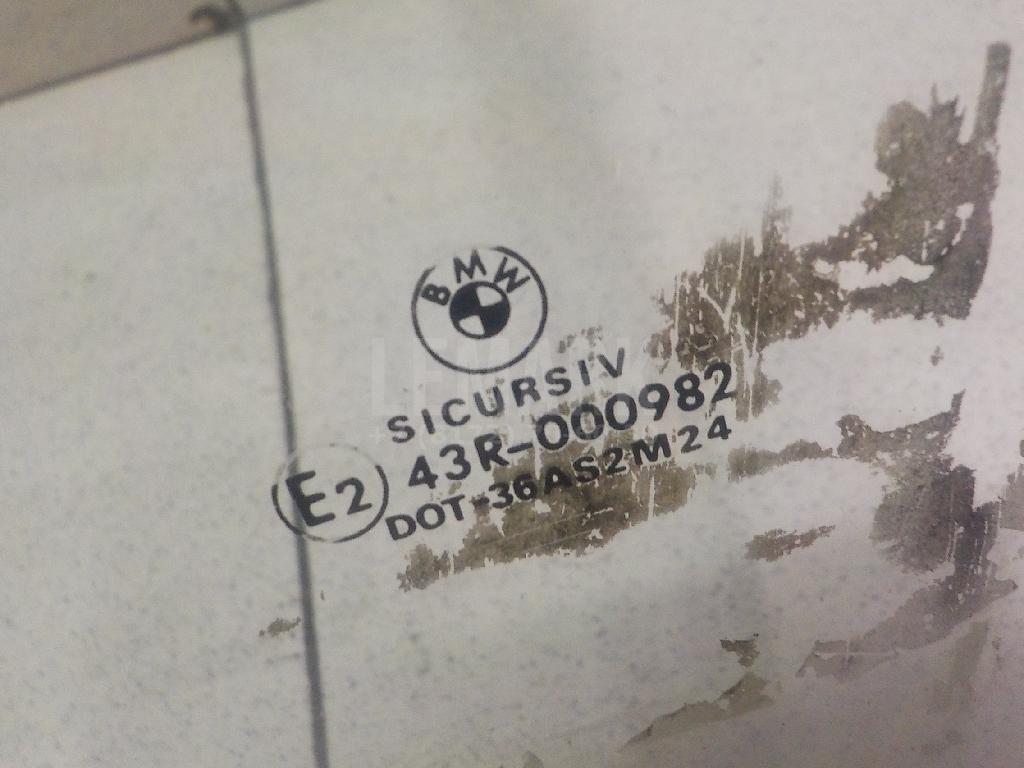 BMW
SICURSIV
E2
43R-000982
DOT-36AS2M24